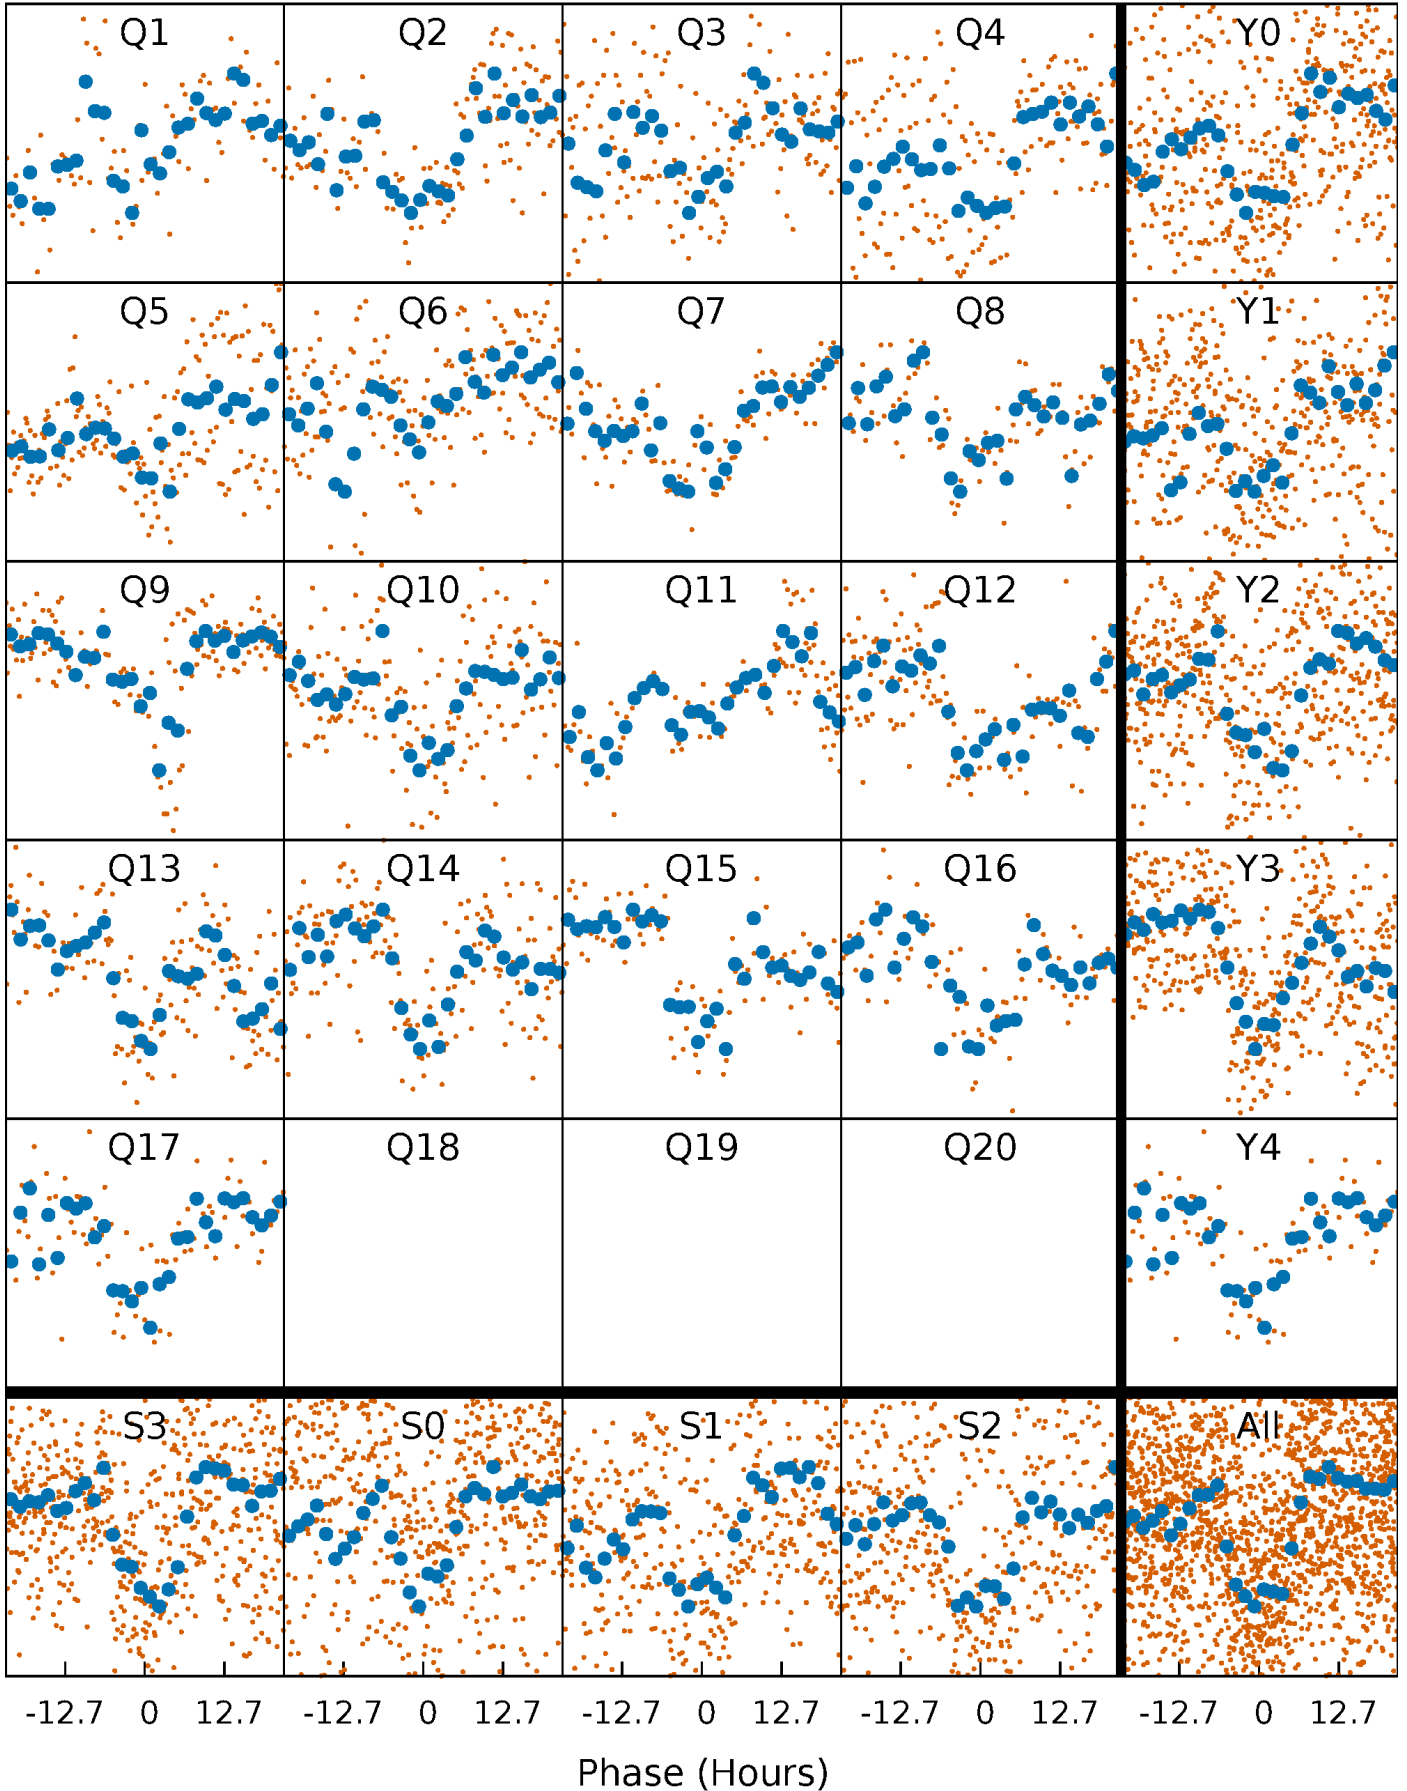 Q1 Q2 Q3 Q4 Y0
Q5 Q6 Q7 Q8 Y1
Q9 Q10 Q11 Q12 Y2
Q13 Q14 Q15 Q16 Y3
Q17 Q18 Q19 Q20 Y4
S3 S0 S1 S2 All
-12.7 0 12.7 -12.7 0 12.7 -12.7 0 12.7 -12.7 0 12.7 -12.7 0 12.7
Phase (Hours)